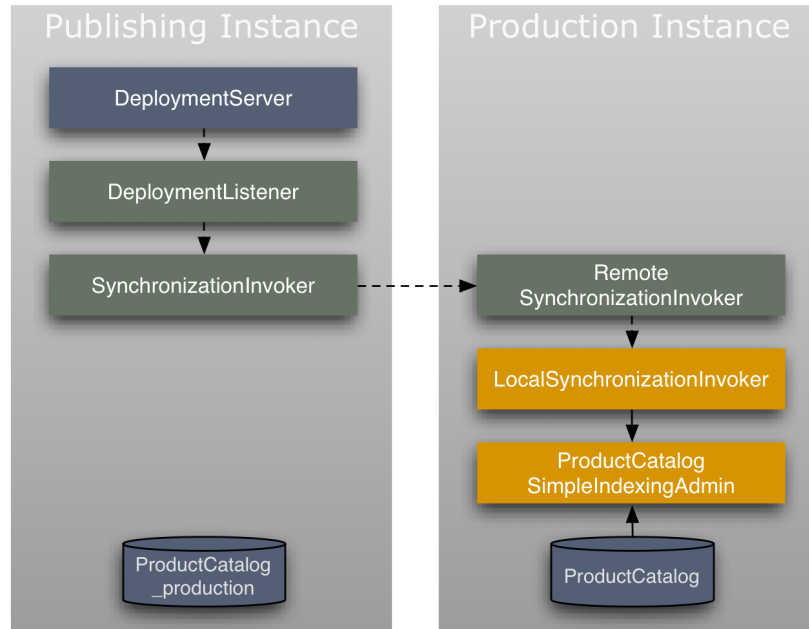 Publishing Instance
DeploymentServer
DeploymentListener
SynchronizationInvoker
ProductCatalog
_production
Production Instance
Remote
SynchronizationInvoker
LocalSynchronizationInvoker
ProductCatalog
SimpleIndexingAdmin
ProductCatalog